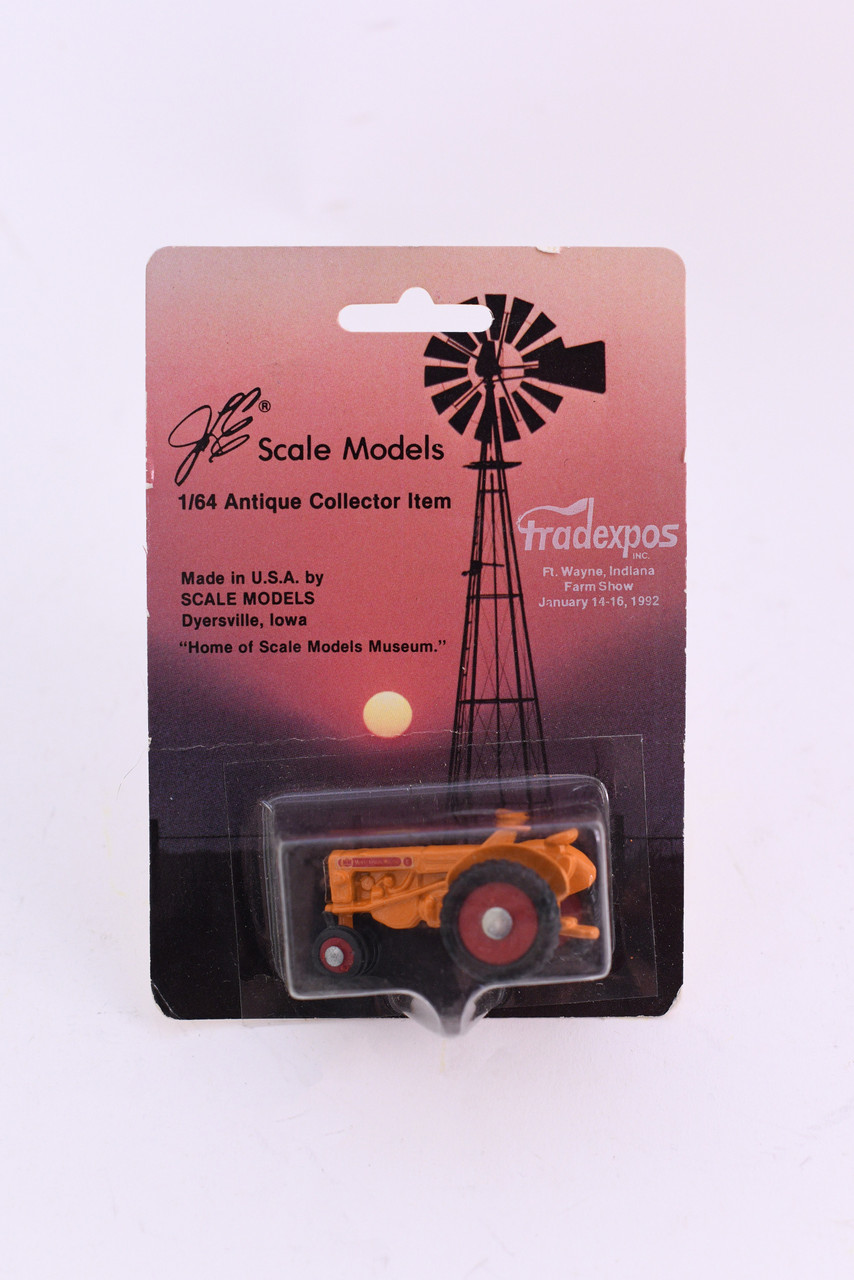 JLE®
Scale Models
1/64 Antique Collector Item
Made in U.S.A. by
SCALE MODELS
Dyersville, Iowa
"Home of Scale Models Museum."
tradexpos
INC.
Ft. Wayne, Indiana
Farm Show
January 14-16, 1992